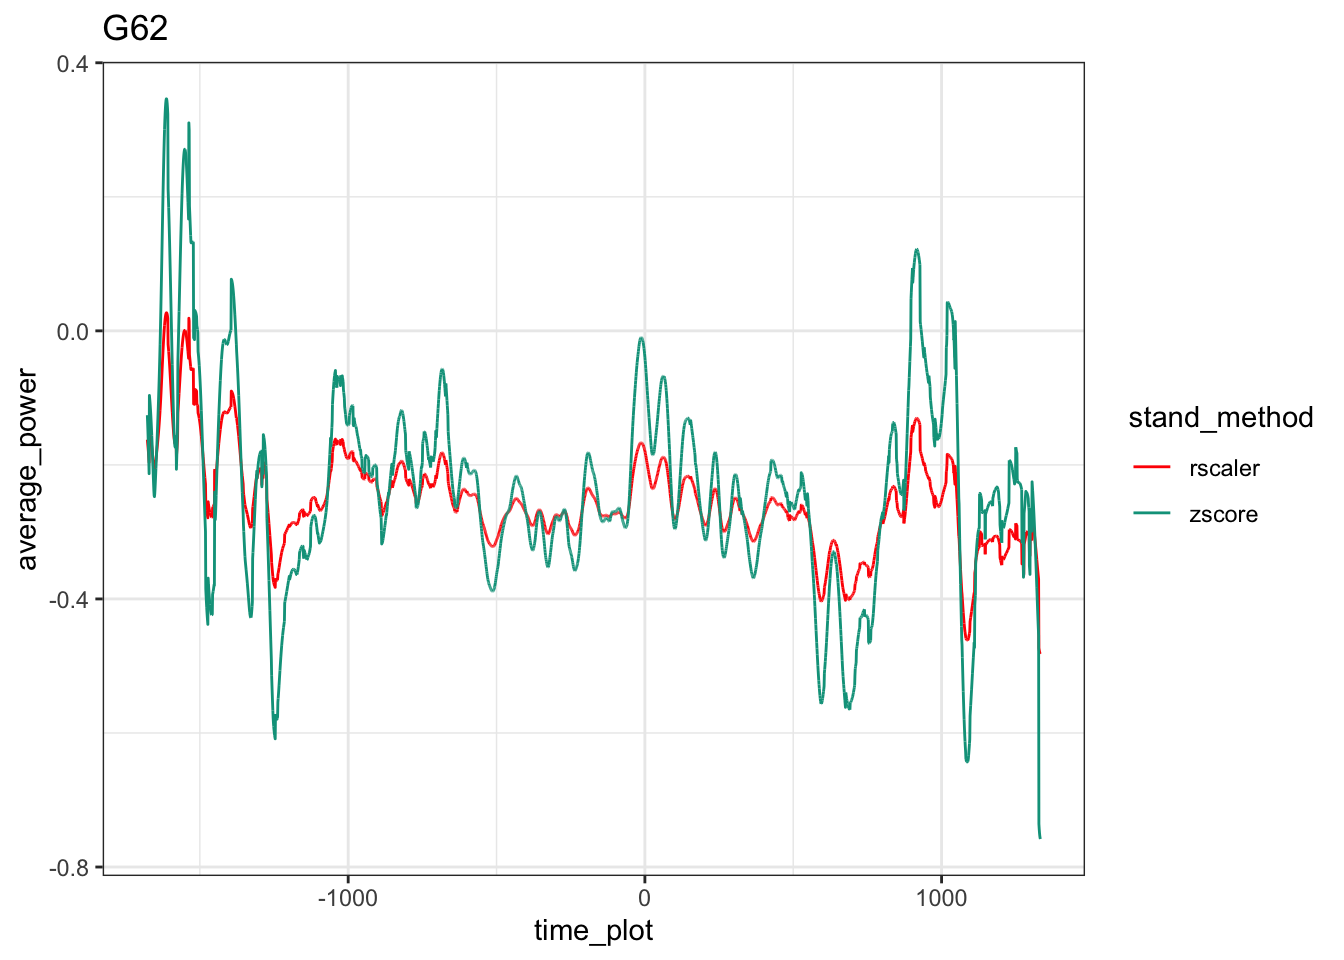 G62
0.4
0.0
-0.4
-0.8
average_power
-1000
0
1000
time_plot
stand_method
rscaler
zscore